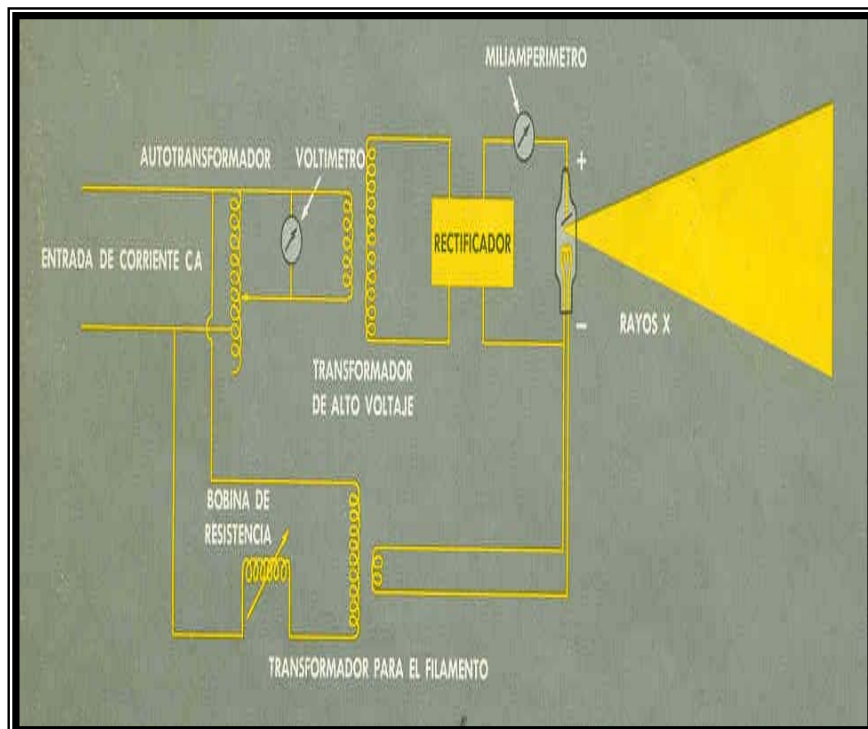 MILIAMPERIMETRO
AUTOTRANSFORMADOR
VOLTIMETRO
+
ENTRADA DE CORRIENTE CA
RECTIFICADOR
–
RAYOS X
TRANSFORMADOR
DE ALTO VOLTAJE
BOBINA DE
RESISTENCIA
TRANSFORMADOR PARA EL FILAMENTO